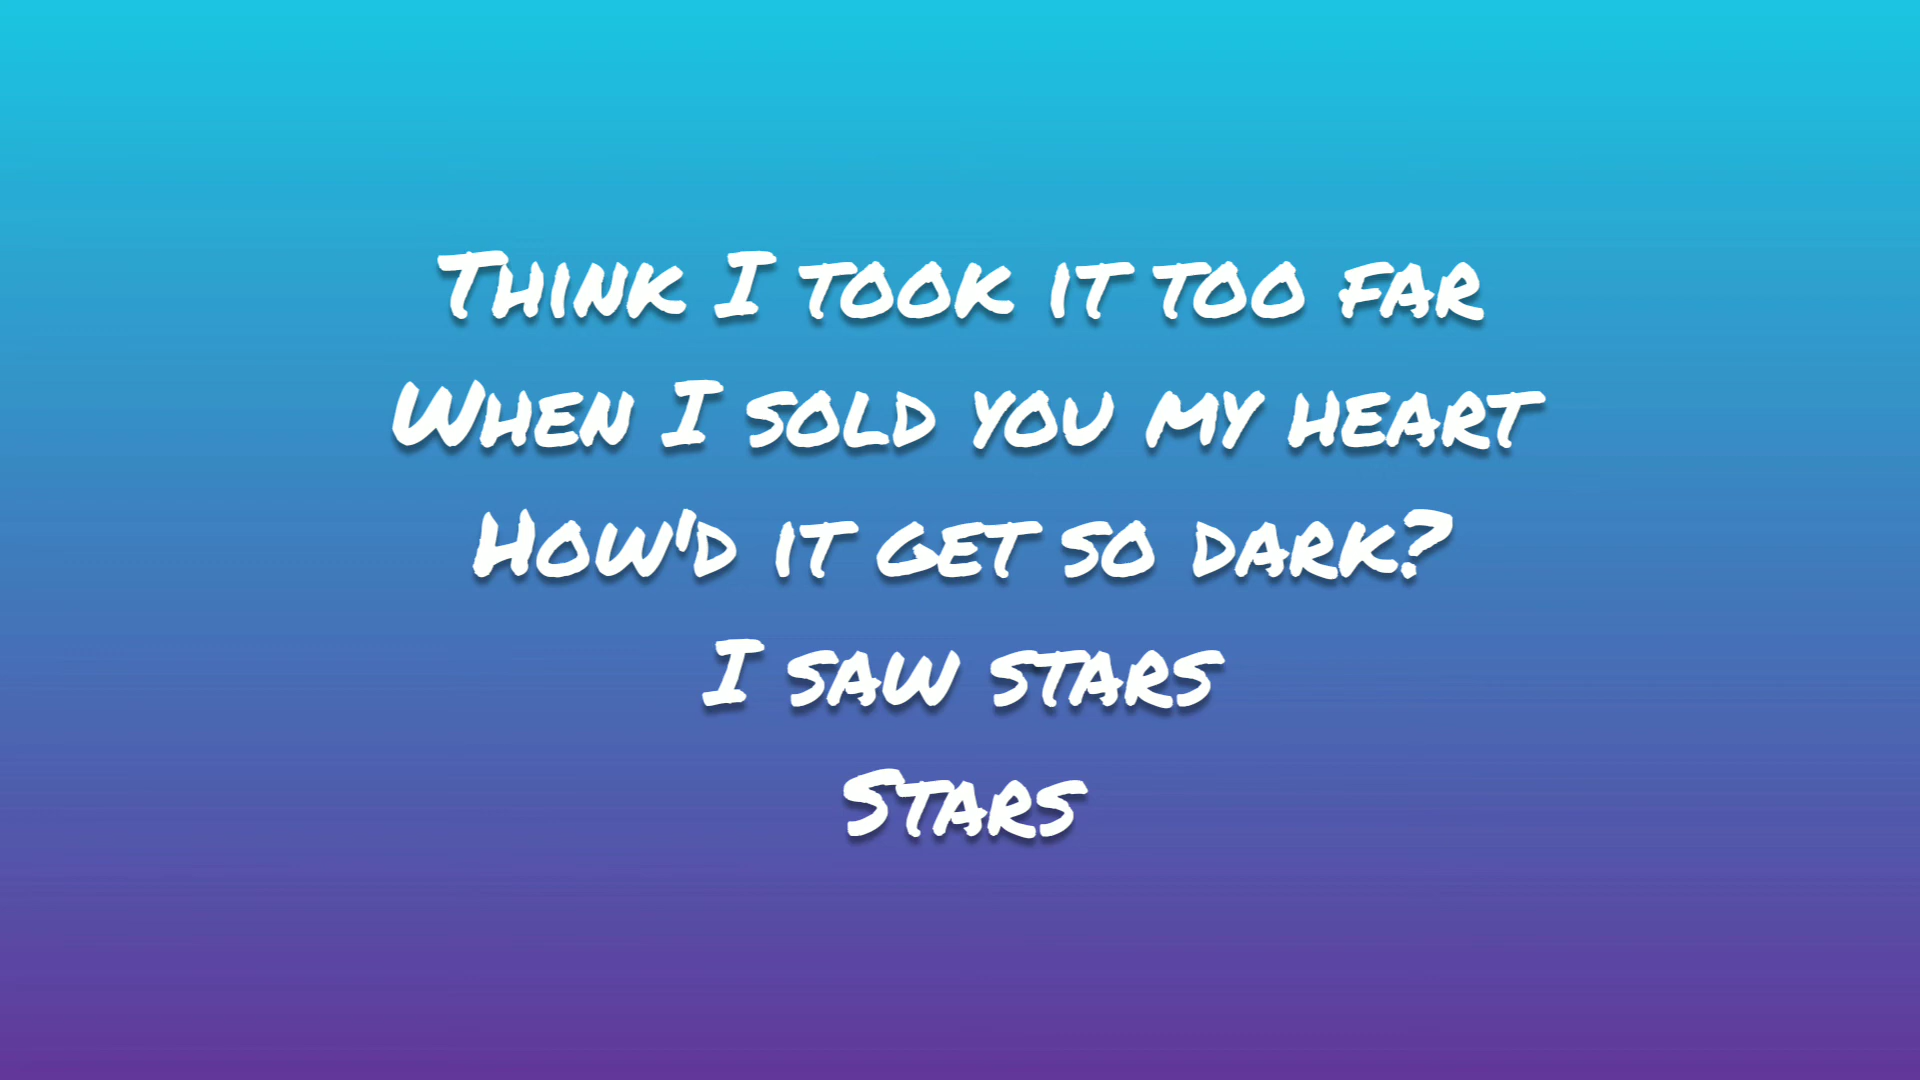 Think I took it too far
When I sold you my heart
How'd it get so dark?
I saw stars
Stars